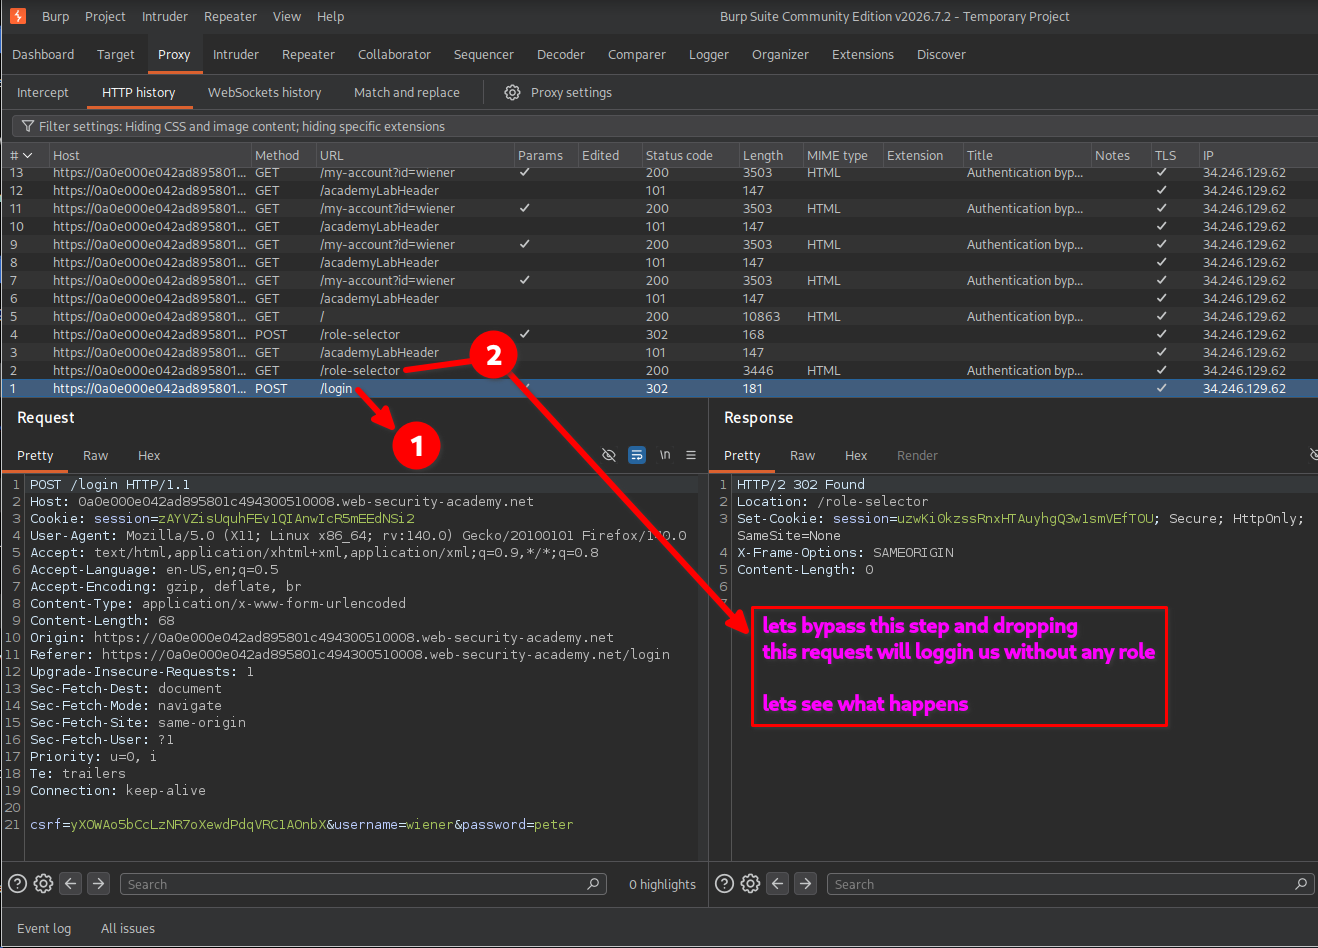 Burp Project Intruder Repeater View Help Burp Suite Community Edition v2026.7.2 - Temporary Project
Dashboard Target Proxy Intruder Repeater Collaborator Sequencer Decoder Comparer Logger Organizer Extensions Discover
Intercept HTTP history WebSockets history Match and replace Proxy settings
Filter settings: Hiding CSS and image content; hiding specific extensions
# Host Method URL Params Edited Status code Length MIME type Extension Title Notes TLS IP
13 https://0a0e000e042ad895801... GET /my-account?id=wiener ✓ 200 3503 HTML Authentication byp... ✓ 34.246.129.62
12 https://0a0e000e042ad895801... GET /academyLabHeader 101 147 ✓ 34.246.129.62
11 https://0a0e000e042ad895801... GET /my-account?id=wiener ✓ 200 3503 HTML Authentication byp... ✓ 34.246.129.62
10 https://0a0e000e042ad895801... GET /academyLabHeader 101 147 ✓ 34.246.129.62
9 https://0a0e000e042ad895801... GET /my-account?id=wiener ✓ 200 3503 HTML Authentication byp... ✓ 34.246.129.62
8 https://0a0e000e042ad895801... GET /academyLabHeader 101 147 ✓ 34.246.129.62
7 https://0a0e000e042ad895801... GET /my-account?id=wiener ✓ 200 3503 HTML Authentication byp... ✓ 34.246.129.62
6 https://0a0e000e042ad895801... GET /academyLabHeader 101 147 ✓ 34.246.129.62
5 https://0a0e000e042ad895801... GET / 200 10863 HTML Authentication byp... ✓ 34.246.129.62
4 https://0a0e000e042ad895801... POST /role-selector ✓ 302 168 ✓ 34.246.129.62
3 https://0a0e000e042ad895801... GET /academyLabHeader 101 147 ✓ 34.246.129.62
2 https://0a0e000e042ad895801... GET /role-selector 200 3446 HTML Authentication byp... ✓ 34.246.129.62
1 https://0a0e000e042ad895801... POST /login 302 181 ✓ 34.246.129.62
2
1
Request
Pretty Raw Hex \n
1 POST /login HTTP/1.1
2 Host: 0a0e000e042ad895801c494300510008.web-security-academy.net
3 Cookie: session=zAYVZisUquhFEv1QIAnwIcR5mEEdNSi2
4 User-Agent: Mozilla/5.0 (X11; Linux x86_64; rv:140.0) Gecko/20100101 Firefox/140.0
5 Accept: text/html,application/xhtml+xml,application/xml;q=0.9,*/*;q=0.8
6 Accept-Language: en-US,en;q=0.5
7 Accept-Encoding: gzip, deflate, br
8 Content-Type: application/x-www-form-urlencoded
9 Content-Length: 68
10 Origin: https://0a0e000e042ad895801c494300510008.web-security-academy.net
11 Referer: https://0a0e000e042ad895801c494300510008.web-security-academy.net/login
12 Upgrade-Insecure-Requests: 1
13 Sec-Fetch-Dest: document
14 Sec-Fetch-Mode: navigate
15 Sec-Fetch-Site: same-origin
16 Sec-Fetch-User: ?1
17 Priority: u=0, i
18 Te: trailers
19 Connection: keep-alive
20
21 csrf=yXOWAo5bCcLzNR7oXewdPdqVRClAOnbX&username=wiener&password=peter
Response
Pretty Raw Hex Render
1 HTTP/2 302 Found
2 Location: /role-selector
3 Set-Cookie: session=uzwKi0kzssRnxHTAuyhgQ3w1smVEfTOU; Secure; HttpOnly;
SameSite=None
4 X-Frame-Options: SAMEORIGIN
5 Content-Length: 0
6
7
lets bypass this step and dropping
this request will loggin us without any role
lets see what happens
Search 0 highlights
Search
Event log All issues